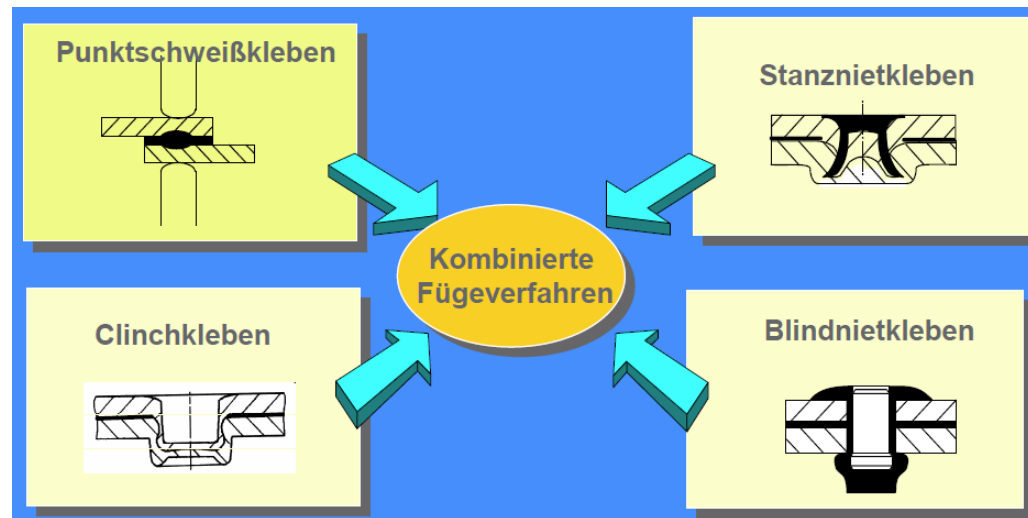 Punktschweißkleben
Stanznietkleben
Kombinierte
Fügeverfahren
Clinchkleben
Blindnietkleben